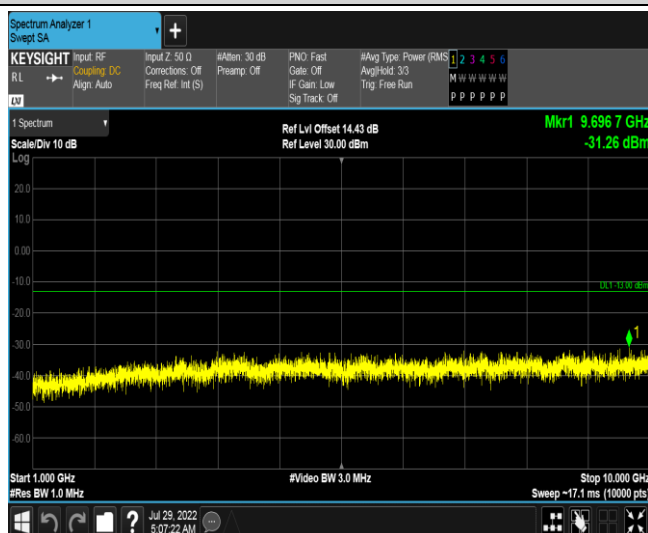 Spectrum Analyzer 1
Swept SA
KEYSIGHT
RL
LXI
Input: RF
Coupling: DC
Align: Auto
Input Z: 50 Ω
Corrections: Off
Freq Ref: Int (S)
#Atten: 30 dB
Preamp: Off
PNO: Fast
Gate: Off
IF Gain: Low
Sig Track: Off
#Avg Type: Power (RMS
Avg|Hold: 3/3
Trig: Free Run
1 2 3 4 5 6
M W W W W W
P P P P P P
1 Spectrum
Scale/Div 10 dB
Log
Ref Lvl Offset 14.43 dB
Ref Level 30.00 dBm
Mkr1 9.696 7 GHz
-31.26 dBm
20.0
10.0
0.00
-10.0
DL1 -13.00 dBm
-20.0
-30.0
1
-40.0
-50.0
-60.0
Start 1.000 GHz
#Video BW 3.0 MHz
Stop 10.000 GHz
#Res BW 1.0 MHz
Sweep ~17.1 ms (10000 pts)
?
Jul 29, 2022
5:07:22 AM